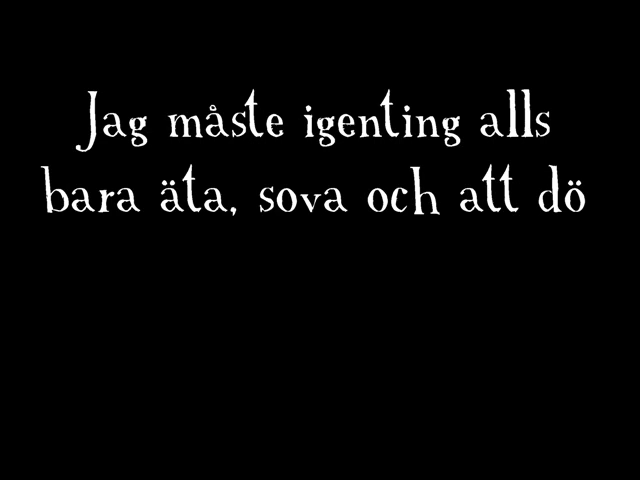 Jag måste igenting alls
bara äta, sova och att dö